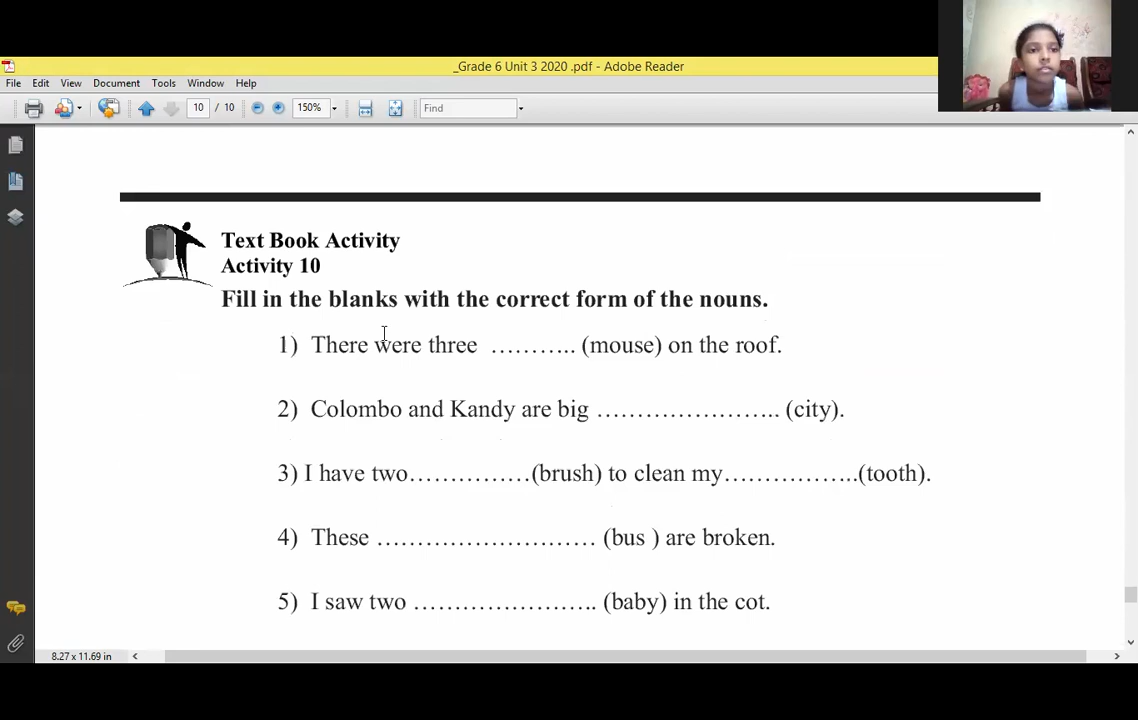 _Grade 6 Unit 3 2020 .pdf - Adobe Reader
File Edit View Document Tools Window Help
10 / 10 150% Find
Text Book Activity
Activity 10
Fill in the blanks with the correct form of the nouns.
1) There were three ……….. (mouse) on the roof.
2) Colombo and Kandy are big ………………….. (city).
3) I have two……………(brush) to clean my……………..(tooth).
4) These ……………………… (bus ) are broken.
5) I saw two ………………….. (baby) in the cot.
8.27 x 11.69 in